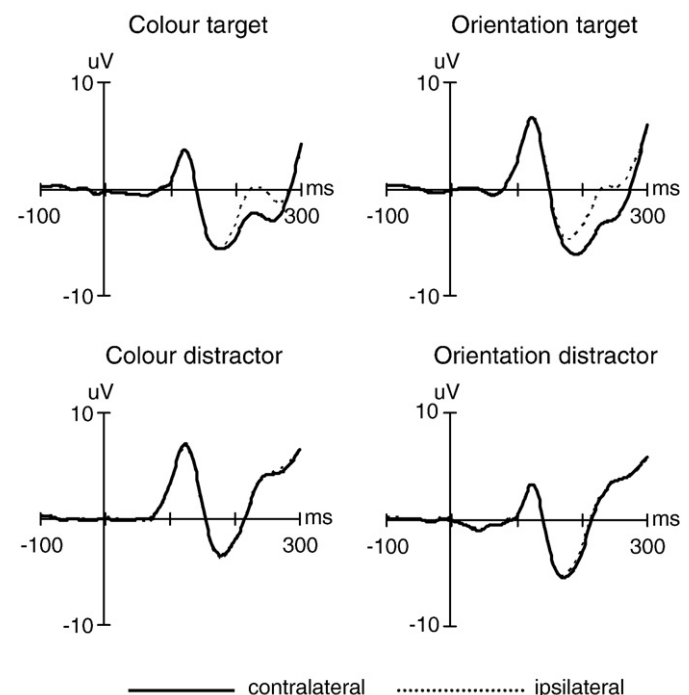 Colour target
uV
10
-100
300
ms
-10
Orientation target
uV
10
-100
300
ms
-10
Colour distractor
uV
10
-100
300
ms
-10
Orientation distractor
uV
10
-100
300
ms
-10
contralateral
ipsilateral